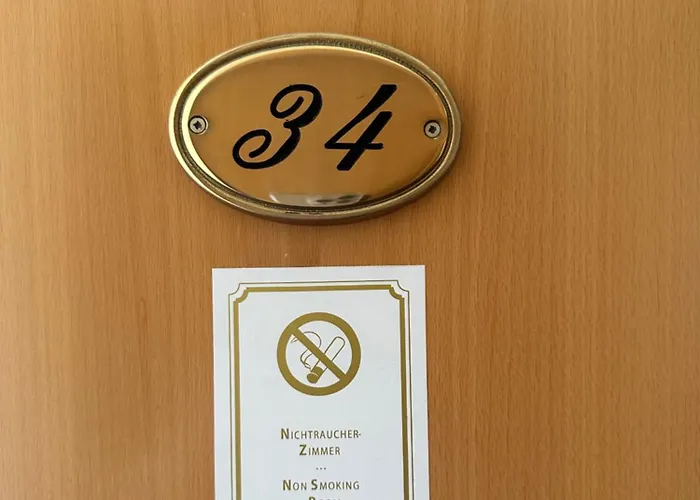 34
NICHTRAUCHER-
ZIMMER
...
NON SMOKING